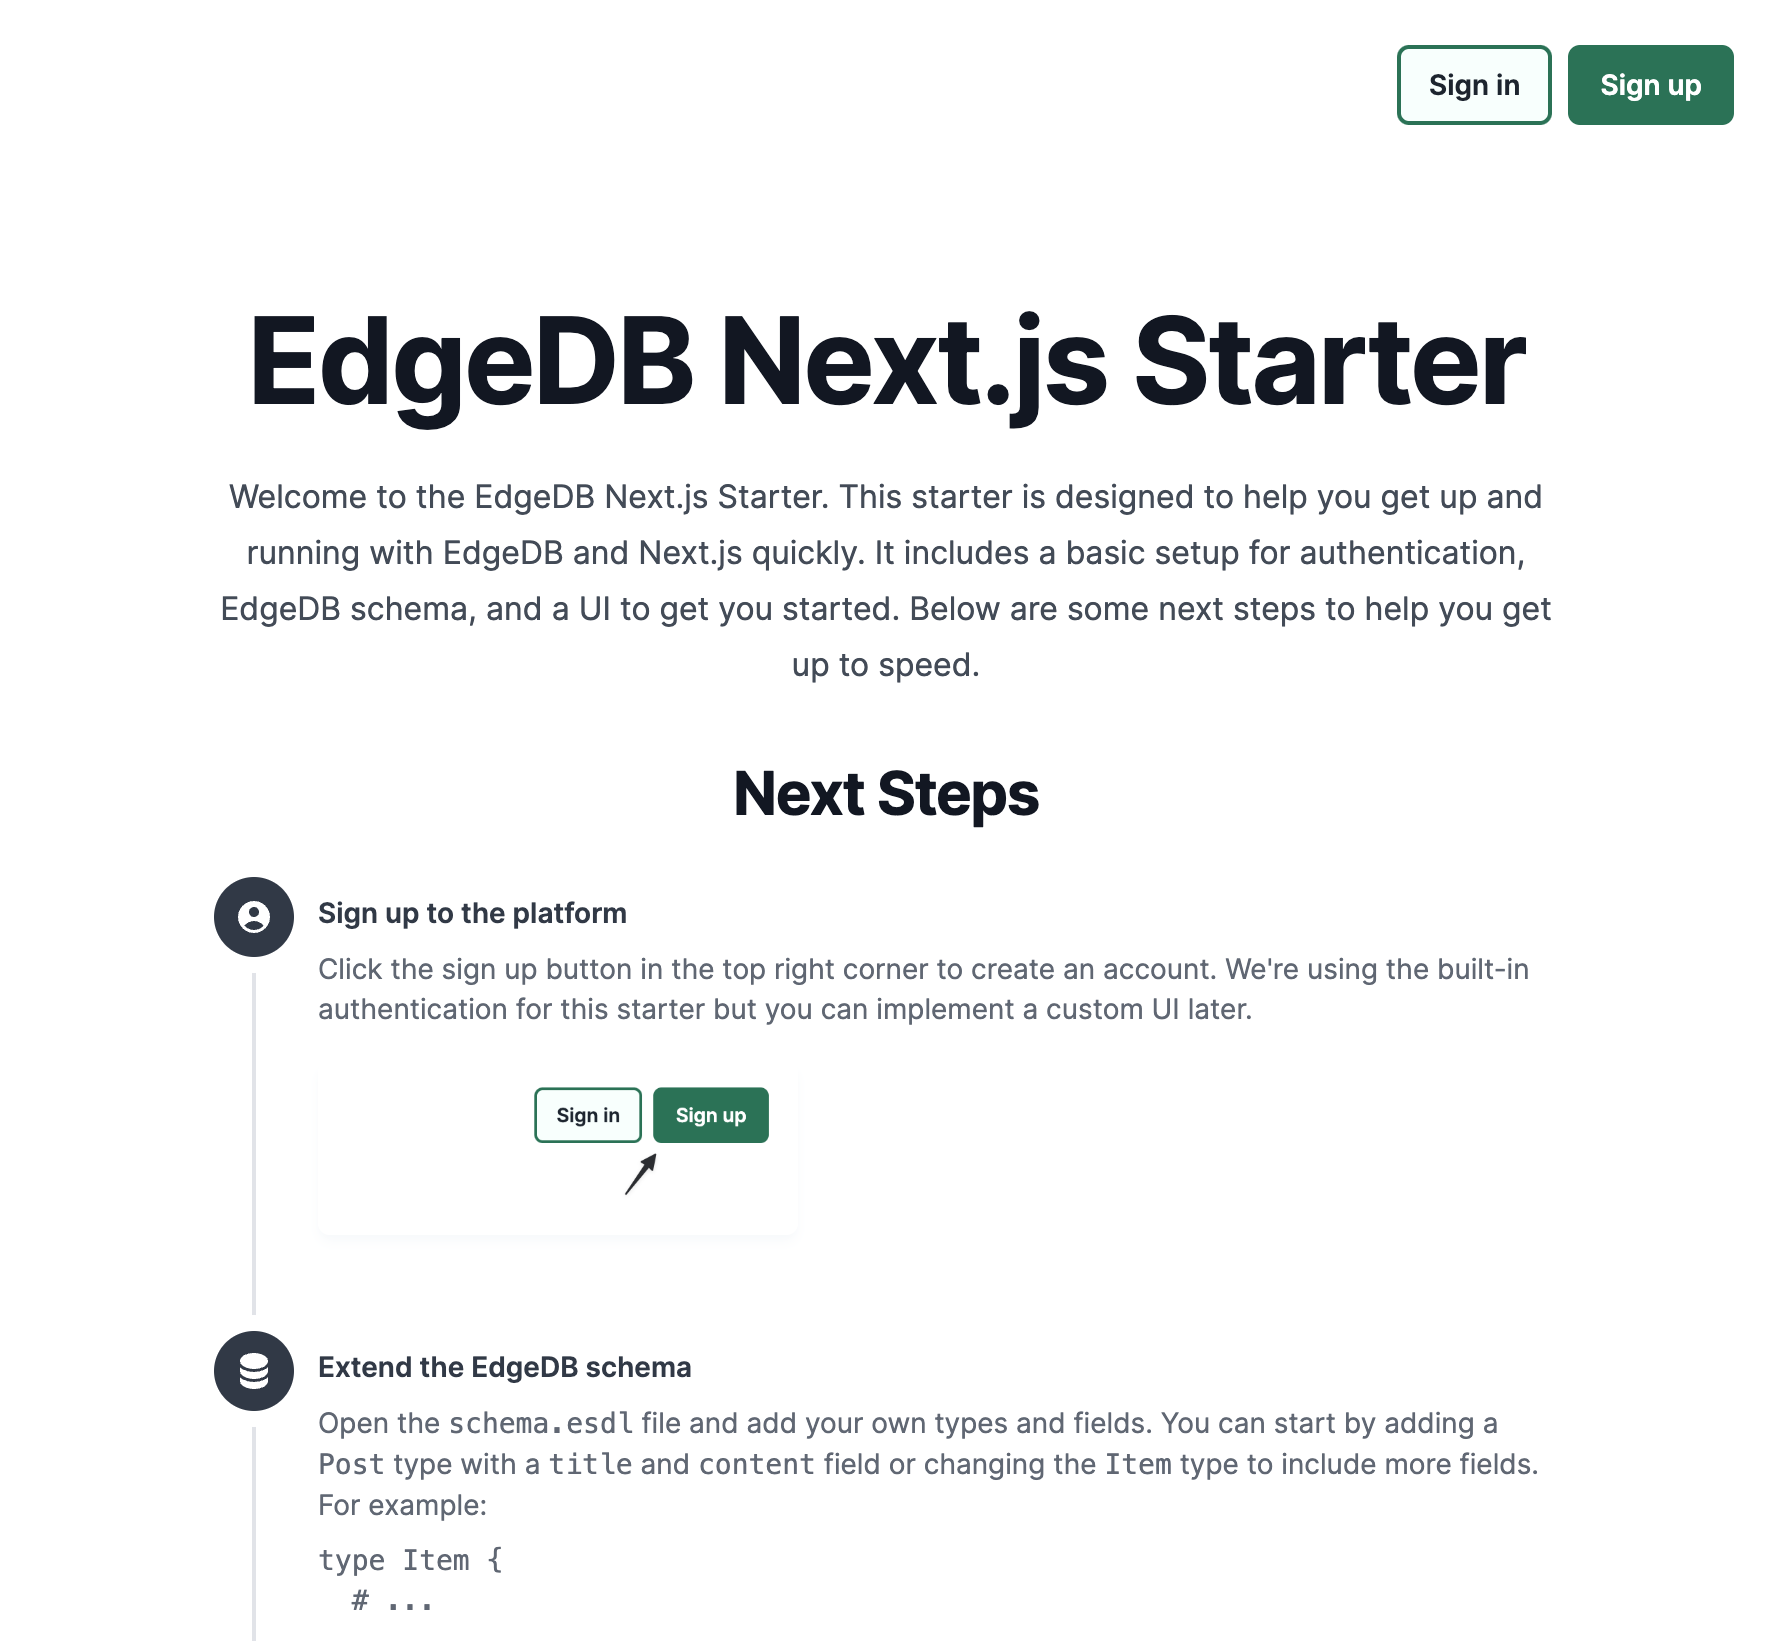 Sign in
Sign up
EdgeDB Next.js Starter
Welcome to the EdgeDB Next.js Starter. This starter is designed to help you get up and
running with EdgeDB and Next.js quickly. It includes a basic setup for authentication,
EdgeDB schema, and a UI to get you started. Below are some next steps to help you get
up to speed.
Next Steps
Sign up to the platform
Click the sign up button in the top right corner to create an account. We're using the built-in
authentication for this starter but you can implement a custom UI later.
Sign in
Sign up
Extend the EdgeDB schema
Open the schema.esdl file and add your own types and fields. You can start by adding a
Post type with a title and content field or changing the Item type to include more fields.
For example:
type Item {
  # ...